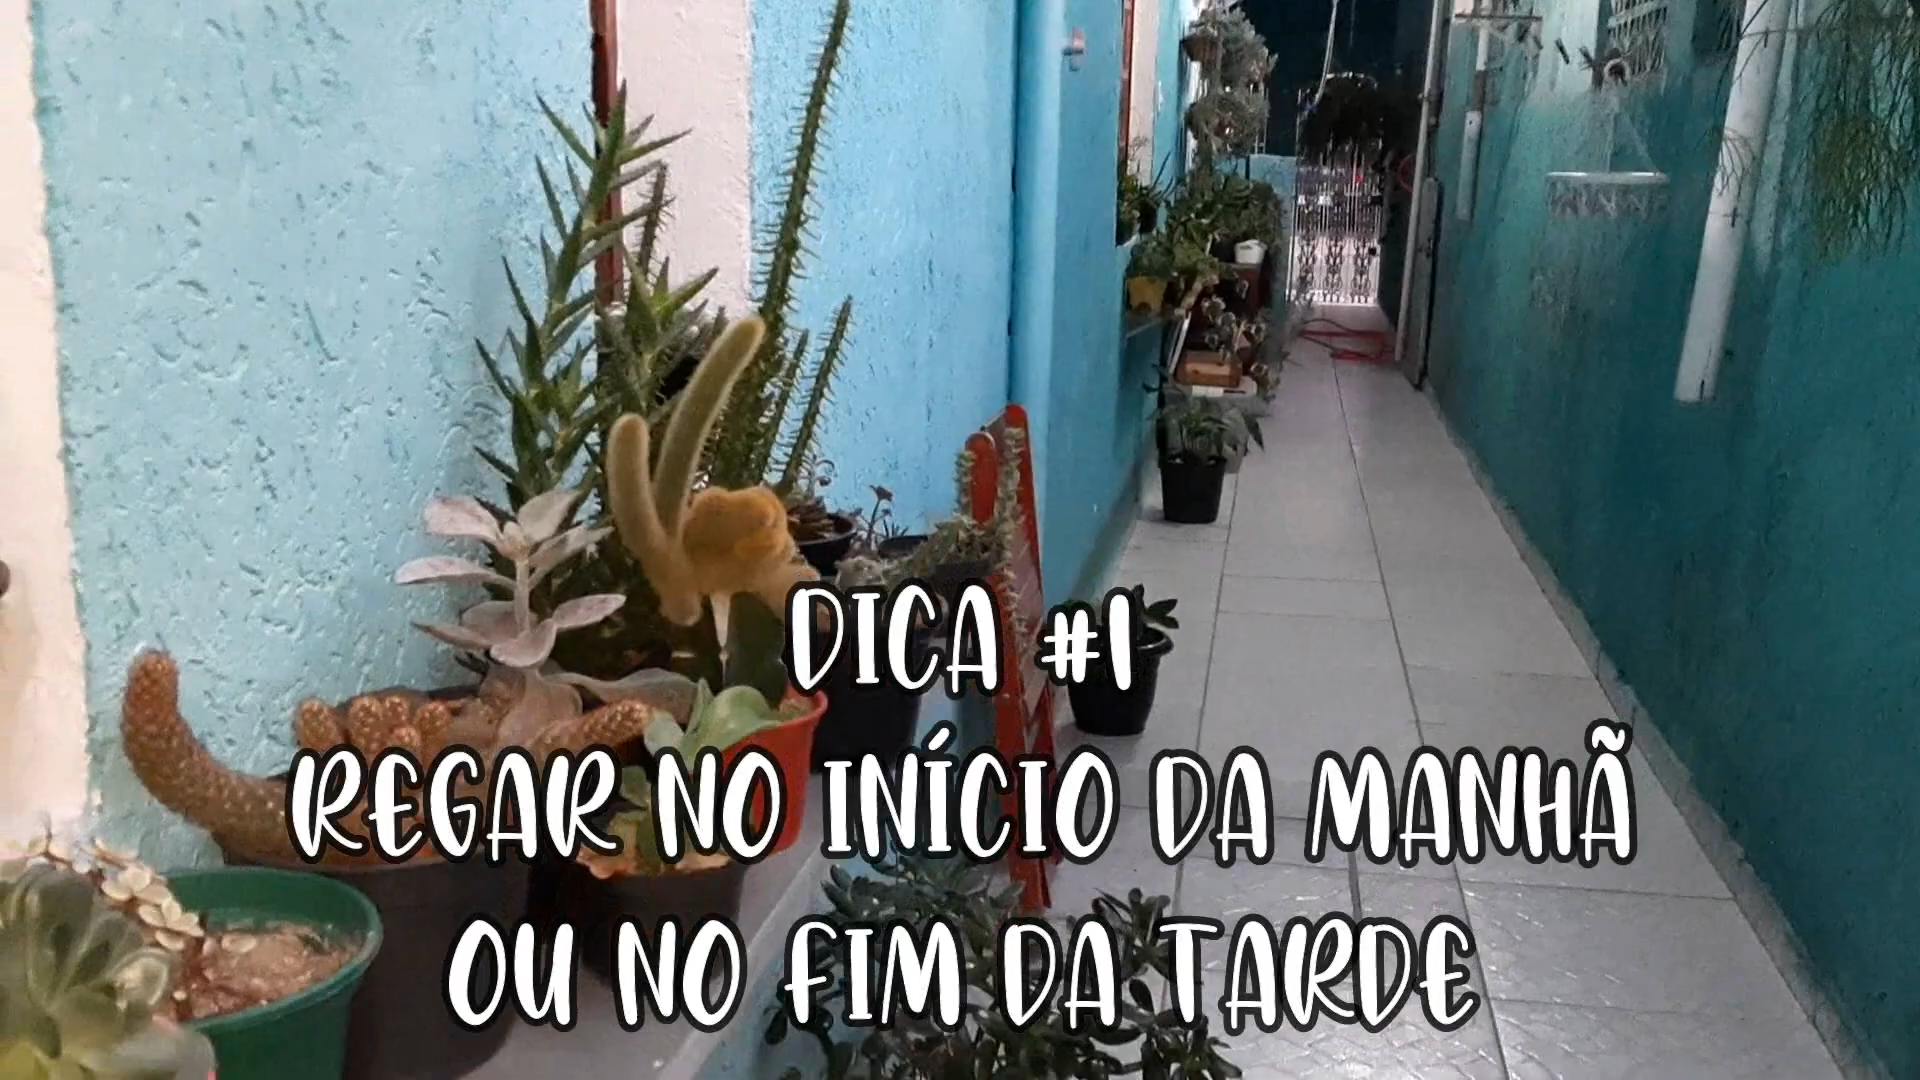 DICA #1
REGAR NO INÍCIO DA MANHÃ
OU NO FIM DA TARDE